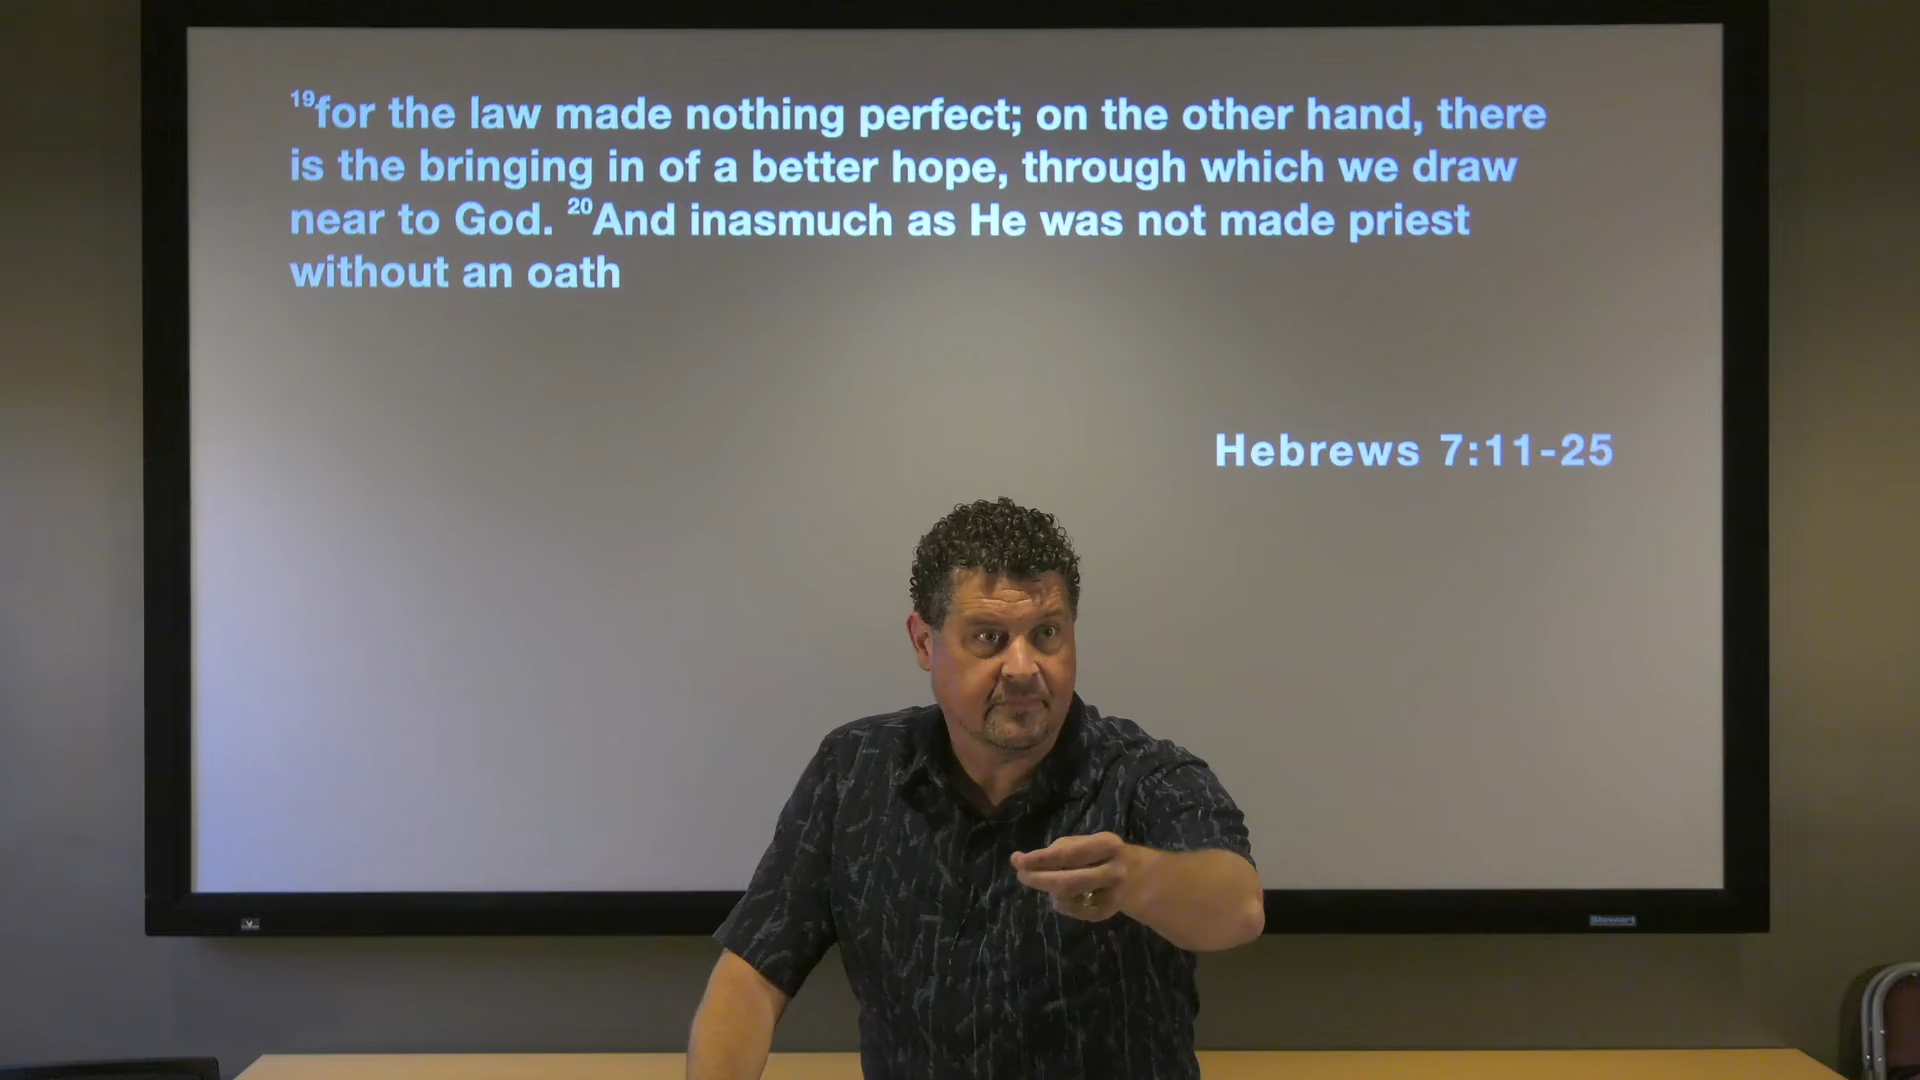 ¹⁹for the law made nothing perfect; on the other hand, there
is the bringing in of a better hope, through which we draw
near to God. ²⁰And inasmuch as He was not made priest
without an oath
Hebrews 7:11-25
Stewart